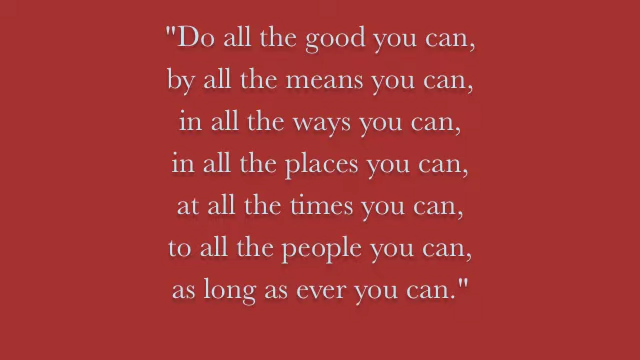 "Do all the good you can,
by all the means you can,
in all the ways you can,
in all the places you can,
at all the times you can,
to all the people you can,
as long as ever you can."